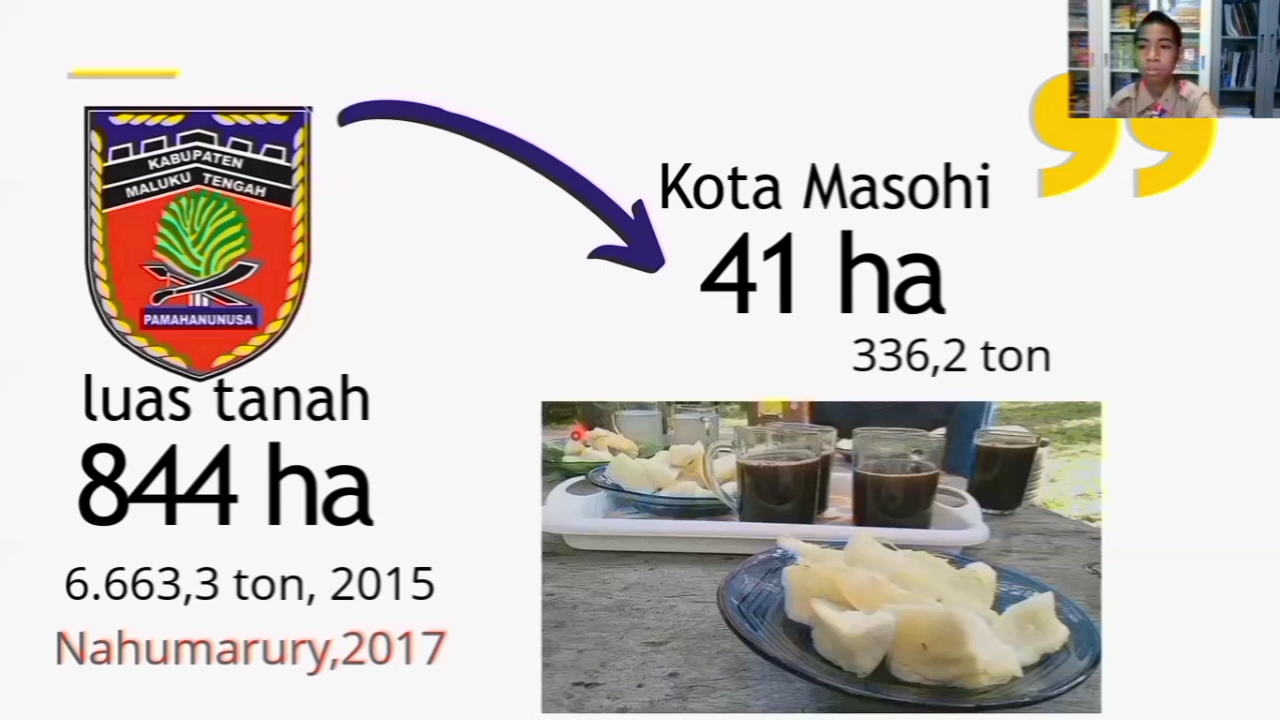 KABUPATEN
MALUKU TENGAH
PAMAHANUNUSA
luas tanah
844 ha
6.663,3 ton, 2015
Nahumarury,2017
Kota Masohi
41 ha
336,2 ton